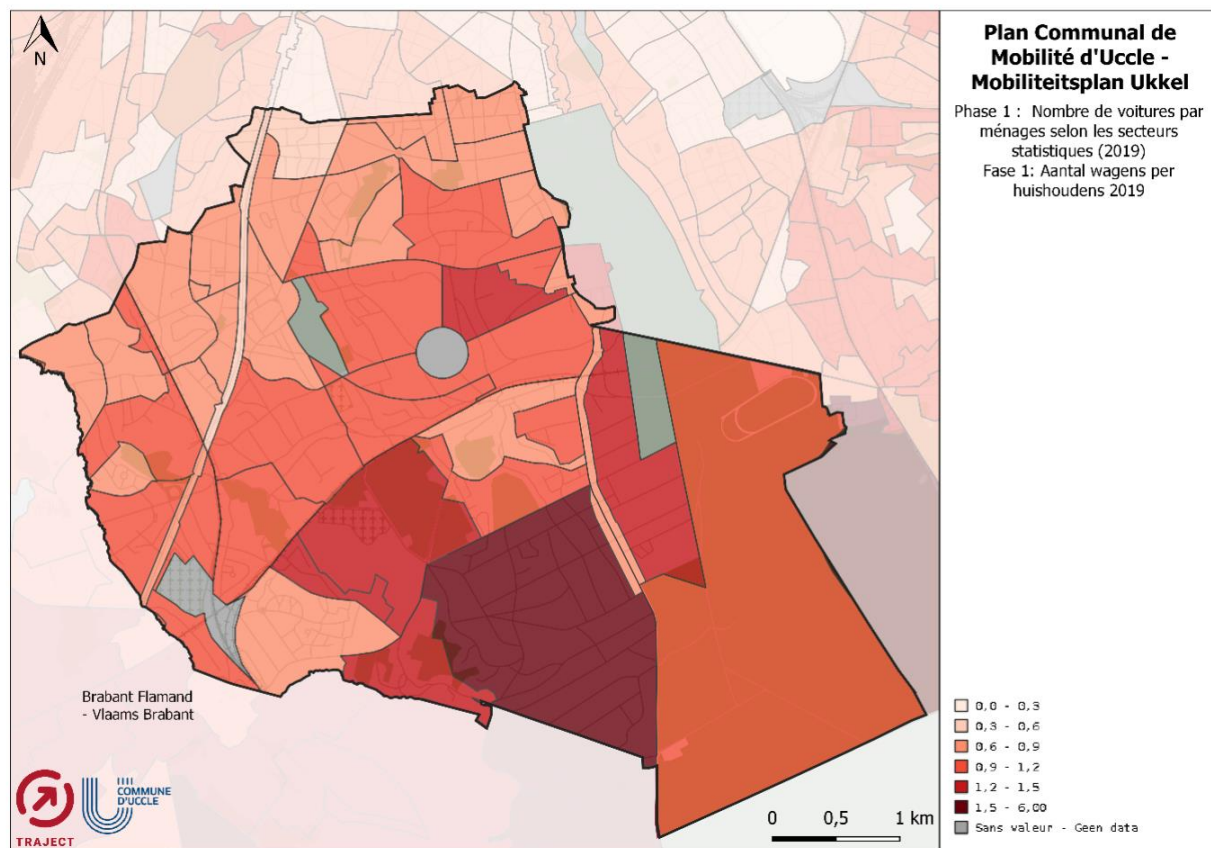 N
Plan Communal de
Mobilité d'Uccle -
Mobiliteitsplan Ukkel
Phase 1 : Nombre de voitures par
ménages selon les secteurs
statistiques (2019)
Fase 1: Aantal wagens per
huishoudens 2019
Brabant Flamand
- Vlaams Brabant
0,0 - 0,3
0,3 - 0,6
0,6 - 0,9
0,9 - 1,2
1,2 - 1,5
1,5 - 6,00
Sans valeur - Geen data
TRAJECT
COMMUNE
D'UCCLE
0 0,5 1 km